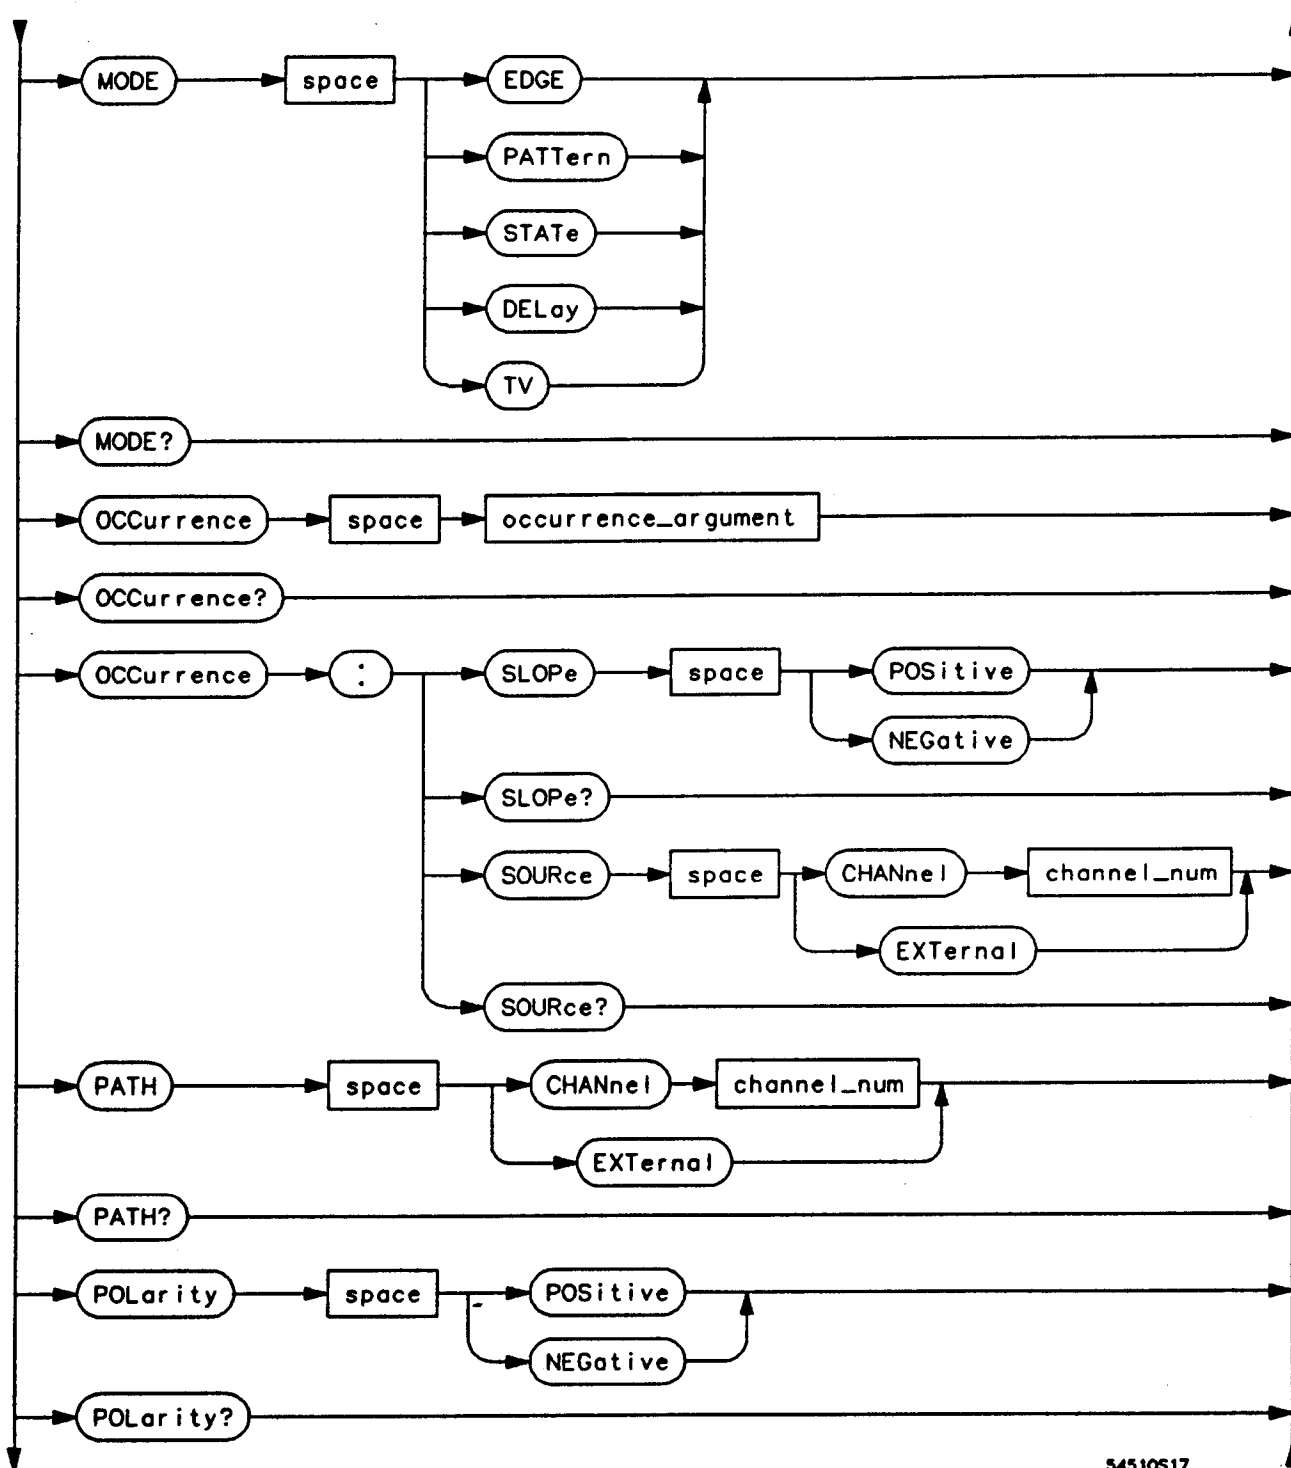 MODE space EDGE
PATTern
STATe
DELay
TV
MODE?
OCCurrence space occurrence_argument
OCCurrence?
OCCurrence : SLOPe space POSitive
NEGative
SLOPe?
SOURce space CHANnel channel_num
EXTernal
SOURce?
PATH space CHANnel channel_num
EXTernal
PATH?
POLarity space POSitive
NEGative
POLarity?
54510S17